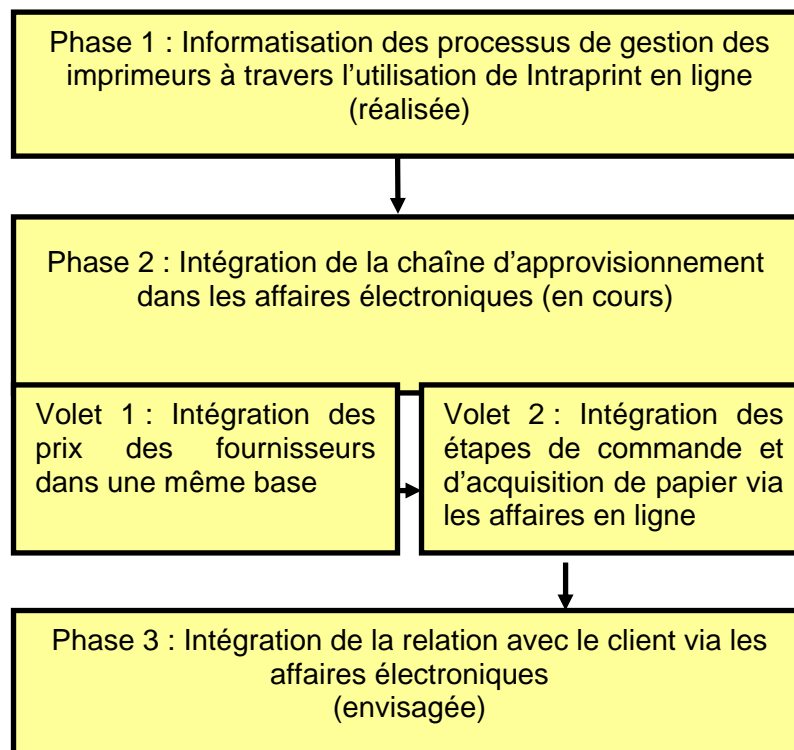 Phase 1 : Informatisation des processus de gestion des
imprimeurs à travers l’utilisation de Intraprint en ligne
(réalisée)
Phase 2 : Intégration de la chaîne d’approvisionnement
dans les affaires électroniques (en cours)
Volet 1 : Intégration des
prix des fournisseurs
dans une même base
Volet 2 : Intégration des
étapes de commande et
d’acquisition de papier via
les affaires en ligne
Phase 3 : Intégration de la relation avec le client via les
affaires électroniques
(envisagée)